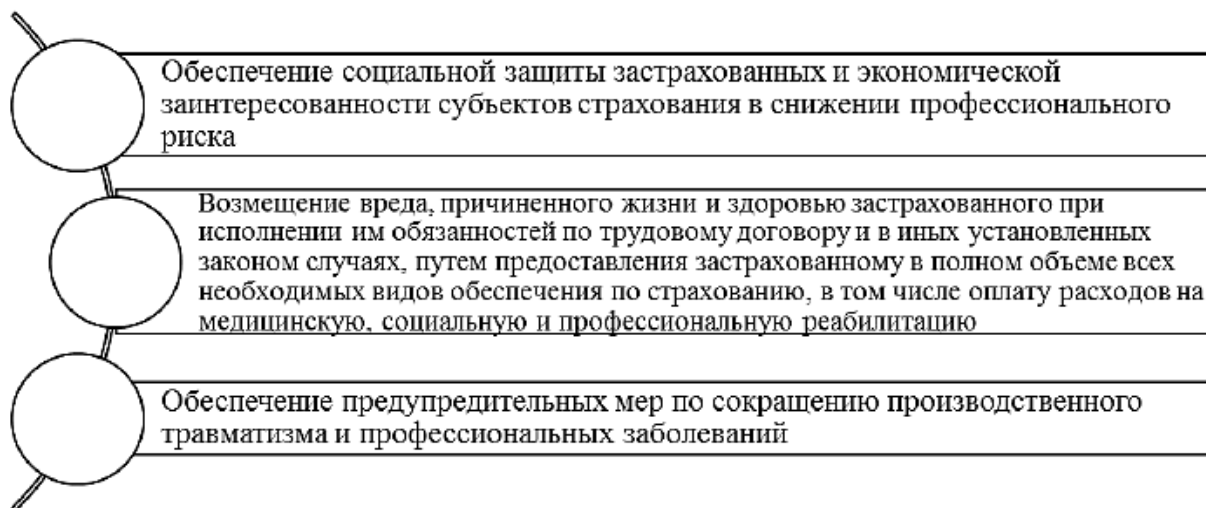 Обеспечение социальной защиты застрахованных и экономической
заинтересованности субъектов страхования в снижении профессионального
риска
Возмещение вреда, причиненного жизни и здоровью застрахованного при
исполнении им обязанностей по трудовому договору и в иных установленных
законом случаях, путем предоставления застрахованному в полном объеме всех
необходимых видов обеспечения по страхованию, в том числе оплату расходов на
медицинскую, социальную и профессиональную реабилитацию
Обеспечение предупредительных мер по сокращению производственного
травматизма и профессиональных заболеваний